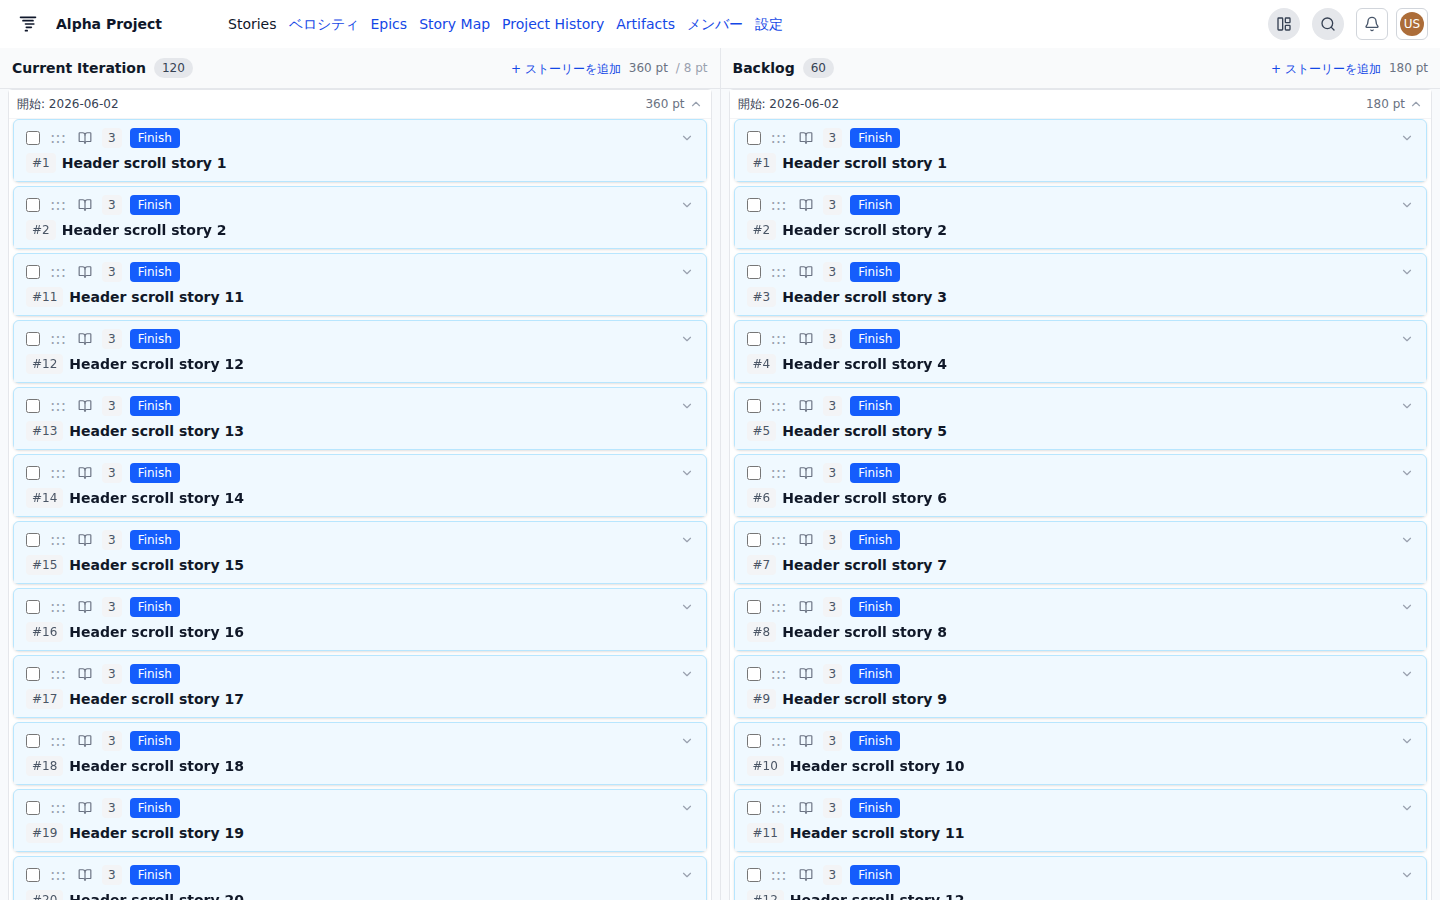 Alpha Project Stories ベロシティ Epics Story Map Project History Artifacts メンバー 設定 US
Current Iteration 120 + ストーリーを追加 360 pt / 8 pt
開始: 2026-06-02 360 pt
3 Finish
#1 Header scroll story 1
3 Finish
#2 Header scroll story 2
3 Finish
#11 Header scroll story 11
3 Finish
#12 Header scroll story 12
3 Finish
#13 Header scroll story 13
3 Finish
#14 Header scroll story 14
3 Finish
#15 Header scroll story 15
3 Finish
#16 Header scroll story 16
3 Finish
#17 Header scroll story 17
3 Finish
#18 Header scroll story 18
3 Finish
#19 Header scroll story 19
3 Finish
#20 Header scroll story 20
Backlog 60 + ストーリーを追加 180 pt
開始: 2026-06-02 180 pt
3 Finish
#1 Header scroll story 1
3 Finish
#2 Header scroll story 2
3 Finish
#3 Header scroll story 3
3 Finish
#4 Header scroll story 4
3 Finish
#5 Header scroll story 5
3 Finish
#6 Header scroll story 6
3 Finish
#7 Header scroll story 7
3 Finish
#8 Header scroll story 8
3 Finish
#9 Header scroll story 9
3 Finish
#10 Header scroll story 10
3 Finish
#11 Header scroll story 11
3 Finish
#12 Header scroll story 12